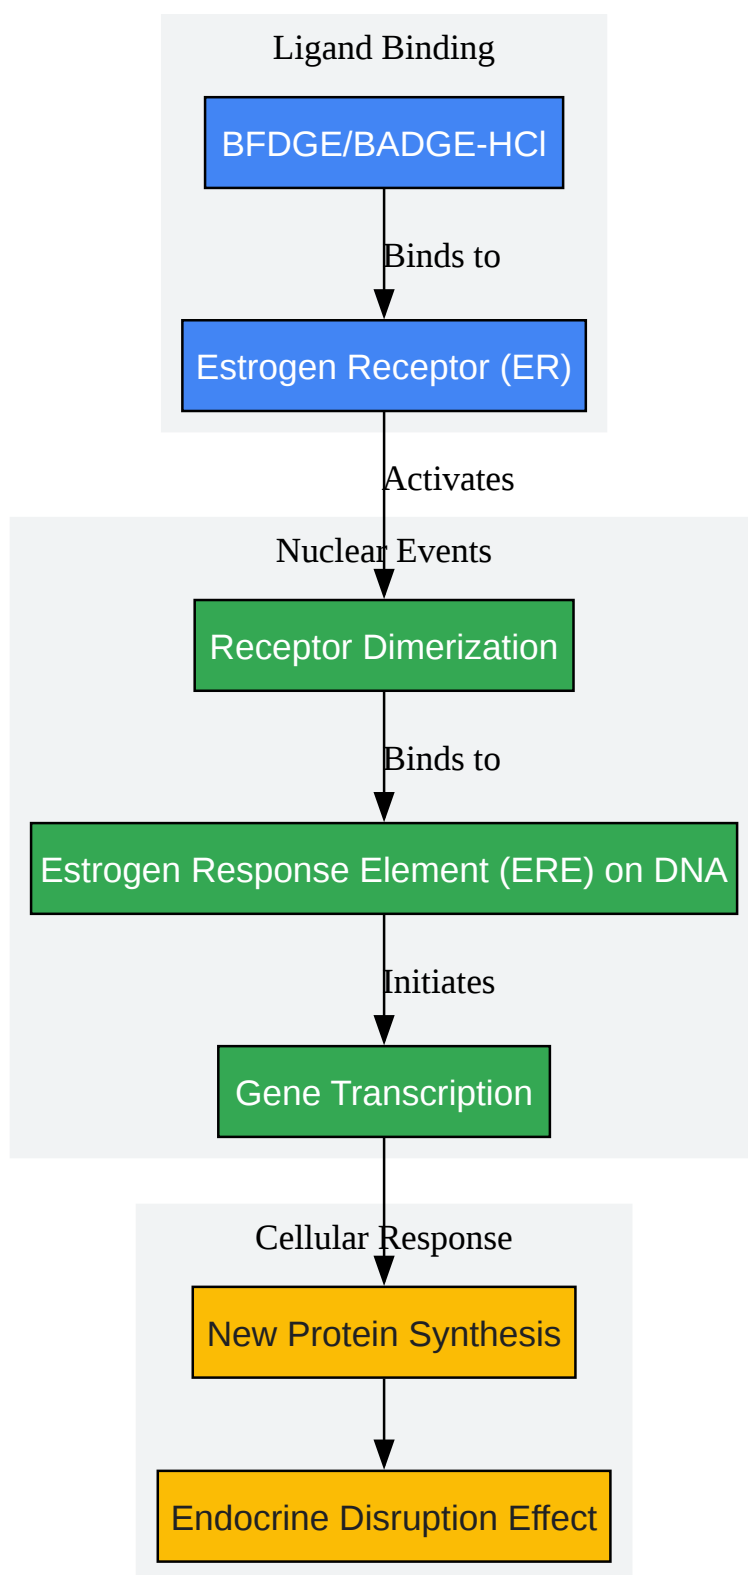 Ligand Binding
BFDGE/BADGE-HCl
Binds to
Estrogen Receptor (ER)
Activates
Nuclear Events
Receptor Dimerization
Binds to
Estrogen Response Element (ERE) on DNA
Initiates
Gene Transcription
Cellular Response
New Protein Synthesis
Endocrine Disruption Effect